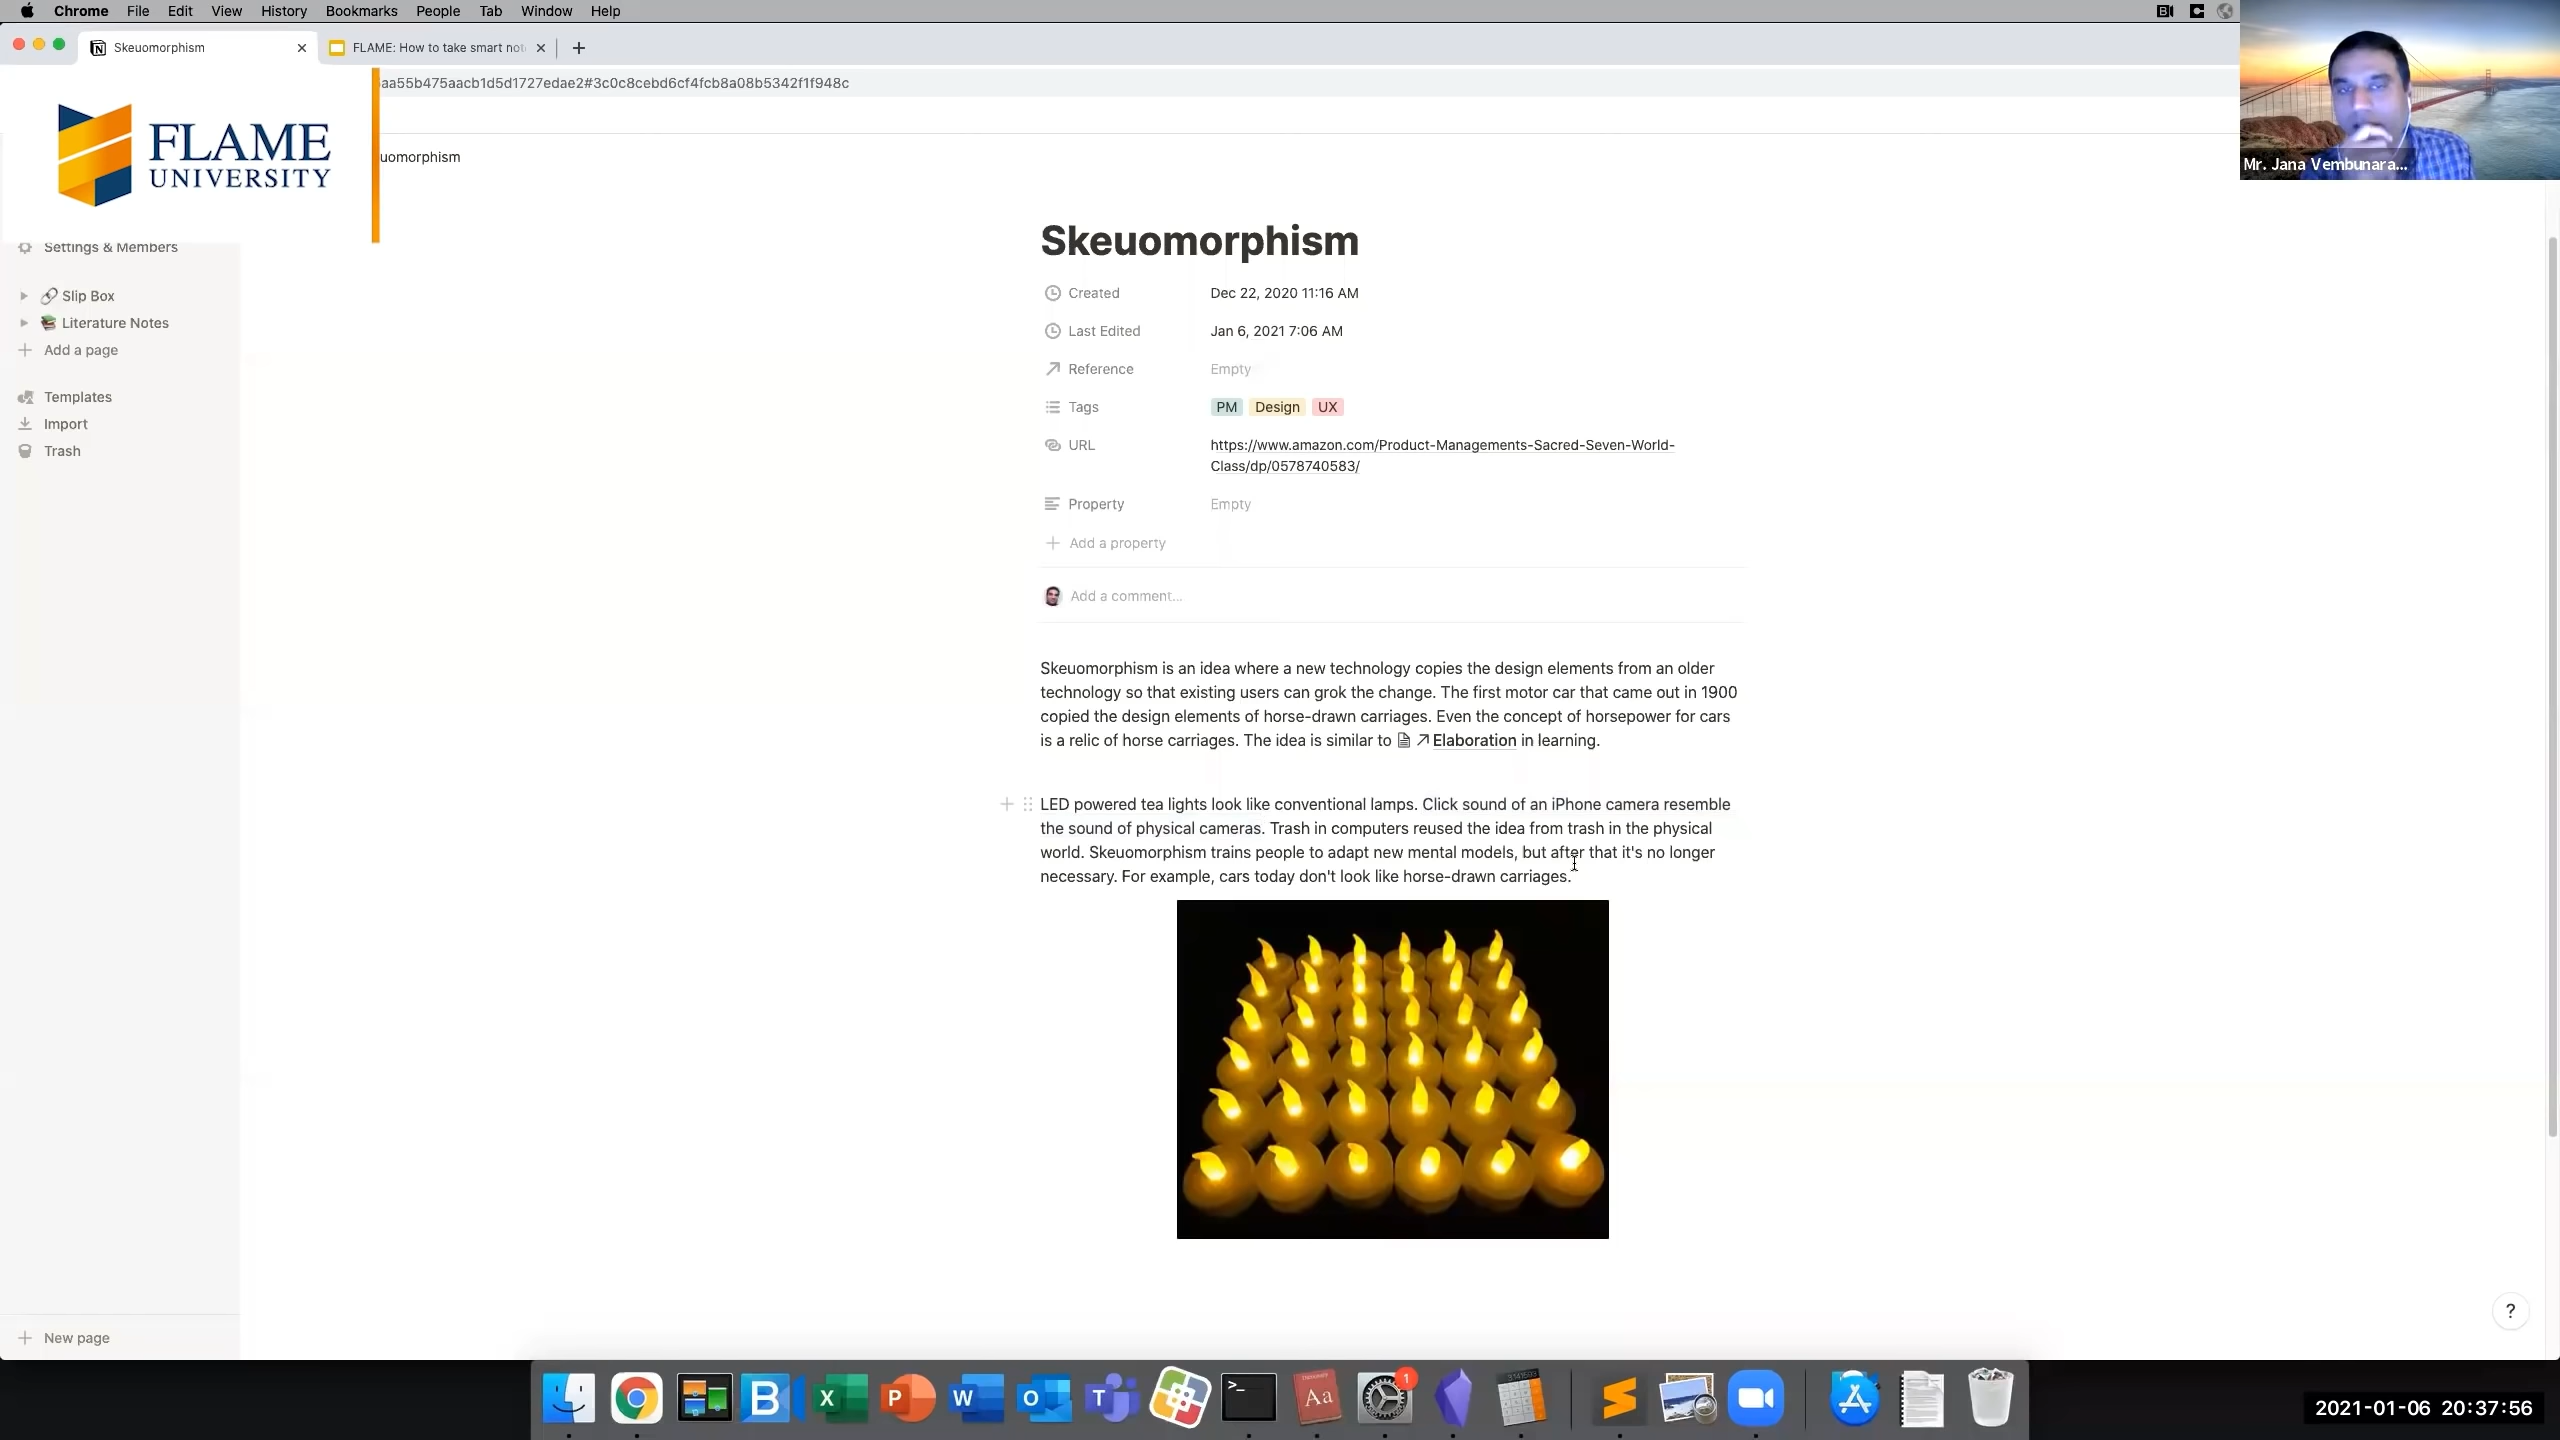 Chrome File Edit View History Bookmarks People Tab Window Help
Skeuomorphism
FLAME: How to take smart not
aa55b475aacb1d5d1727edae2#3c0c8cebd6cf4fcb8a08b5342f1f948c
FLAME
UNIVERSITY
uomorphism
Mr. Jana Vembunara...
Settings & Members
Slip Box
Literature Notes
Add a page
Templates
Import
Trash
Skeuomorphism
Created Dec 22, 2020 11:16 AM
Last Edited Jan 6, 2021 7:06 AM
Reference Empty
Tags PM Design UX
URL https://www.amazon.com/Product-Managements-Sacred-Seven-World-
Class/dp/0578740583/
Property Empty
Add a property
Add a comment...
Skeuomorphism is an idea where a new technology copies the design elements from an older
technology so that existing users can grok the change. The first motor car that came out in 1900
copied the design elements of horse-drawn carriages. Even the concept of horsepower for cars
is a relic of horse carriages. The idea is similar to Elaboration in learning.
LED powered tea lights look like conventional lamps. Click sound of an iPhone camera resemble
the sound of physical cameras. Trash in computers reused the idea from trash in the physical
world. Skeuomorphism trains people to adapt new mental models, but after that it's no longer
necessary. For example, cars today don't look like horse-drawn carriages.
New page
?
B X P W O T >_ Aa 1
2021-01-06 20:37:56